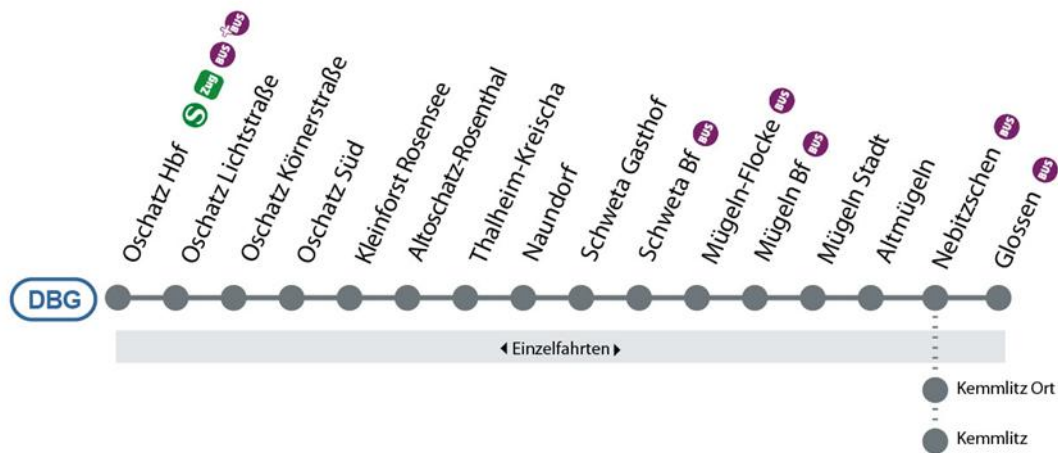 Oschatz Hbf S Zug BUS +BUS
Oschatz Lichtstraße
Oschatz Körnerstraße
Oschatz Süd
Kleinforst Rosensee
Altoschatz-Rosenthal
Thalheim-Kreischa
Naundorf
Schweta Gasthof
Schweta Bf BUS
Mügeln-Flocke BUS
Mügeln Bf BUS
Mügeln Stadt
Altmügeln
Nebitzschen BUS
Glossen BUS
DBG
Einzelfahrten
Kemmlitz Ort
Kemmlitz